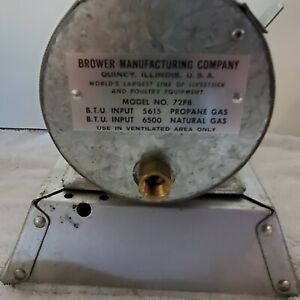 BROWER MANUFACTURING COMPANY
QUINCY, ILLINOIS, U. S. A.
WORLD'S LARGEST LINE OF LIVESTOCK
AND POULTRY EQUIPMENT
MODEL NO. 72PB
B.T.U. INPUT 5615 PROPANE GAS
B.T.U. INPUT 6500 NATURAL GAS
USE IN VENTILATED AREA ONLY